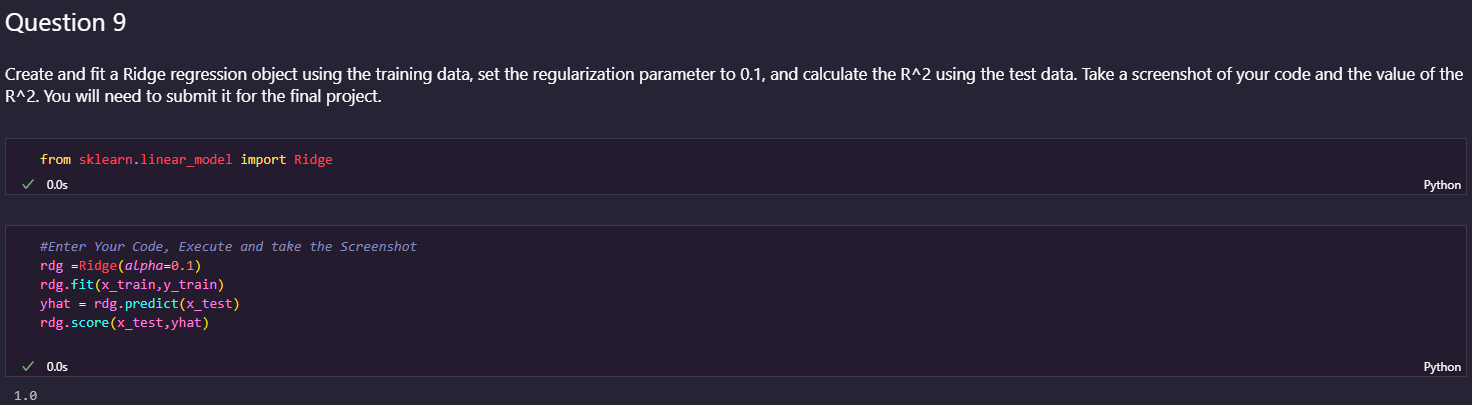 Question 9
Create and fit a Ridge regression object using the training data, set the regularization parameter to 0.1, and calculate the R^2 using the test data. Take a screenshot of your code and the value of the
R^2. You will need to submit it for the final project.
from sklearn.linear_model import Ridge
0.0s
Python
#Enter Your Code, Execute and take the Screenshot
rdg =Ridge(alpha=0.1)
rdg.fit(x_train,y_train)
yhat = rdg.predict(x_test)
rdg.score(x_test,yhat)
0.0s
Python
1.0